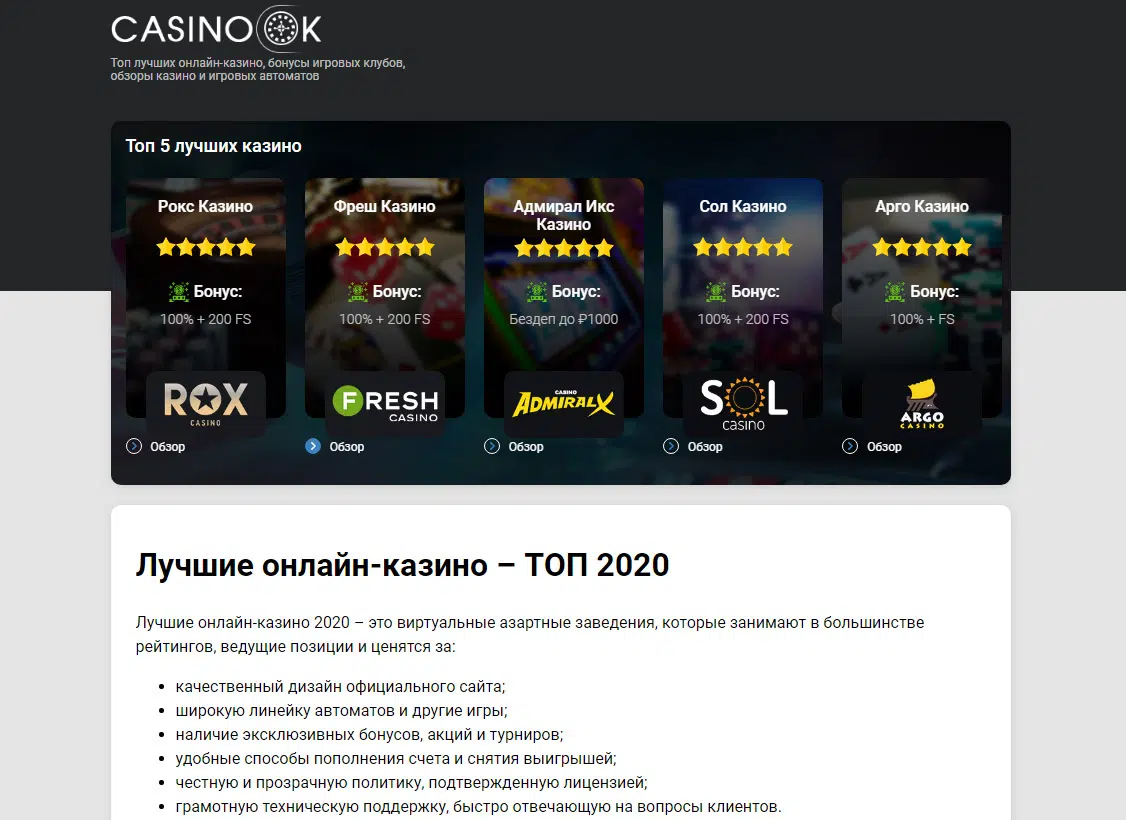 CASINO OK
Топ лучших онлайн-казино, бонусы игровых клубов,
обзоры казино и игровых автоматов
Топ 5 лучших казино
Рокс Казино
Бонус:
100% + 200 FS
ROX
CASINO
Обзор
Фреш Казино
Бонус:
100% + 200 FS
FRESH
CASINO
Обзор
Адмирал Икс
Казино
Бонус:
Бездеп до ₽1000
CASINO
ADMIRALX
Обзор
Сол Казино
Бонус:
100% + 200 FS
SOL
casino
Обзор
Арго Казино
Бонус:
100% + FS
ARGO
CASINO
Обзор
Лучшие онлайн-казино – ТОП 2020
Лучшие онлайн-казино 2020 – это виртуальные азартные заведения, которые занимают в большинстве
рейтингов, ведущие позиции и ценятся за:
• качественный дизайн официального сайта;
• широкую линейку автоматов и другие игры;
• наличие эксклюзивных бонусов, акций и турниров;
• удобные способы пополнения счета и снятия выигрышей;
• честную и прозрачную политику, подтвержденную лицензией;
• грамотную техническую поддержку, быстро отвечающую на вопросы клиентов.